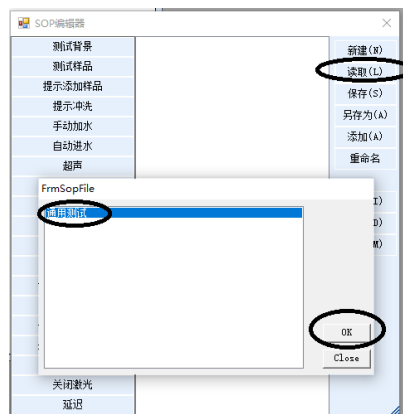 SOP编辑器
测试背景
测试样品
提示添加样品
提示冲洗
手动加水
自动进水
超声
新建(N)
读取(L)
保存(S)
另存为(A)
添加(A)
重命名
I)
D)
M)
FrmSopFile
通用测试
OK
Close
关闭激光
延迟